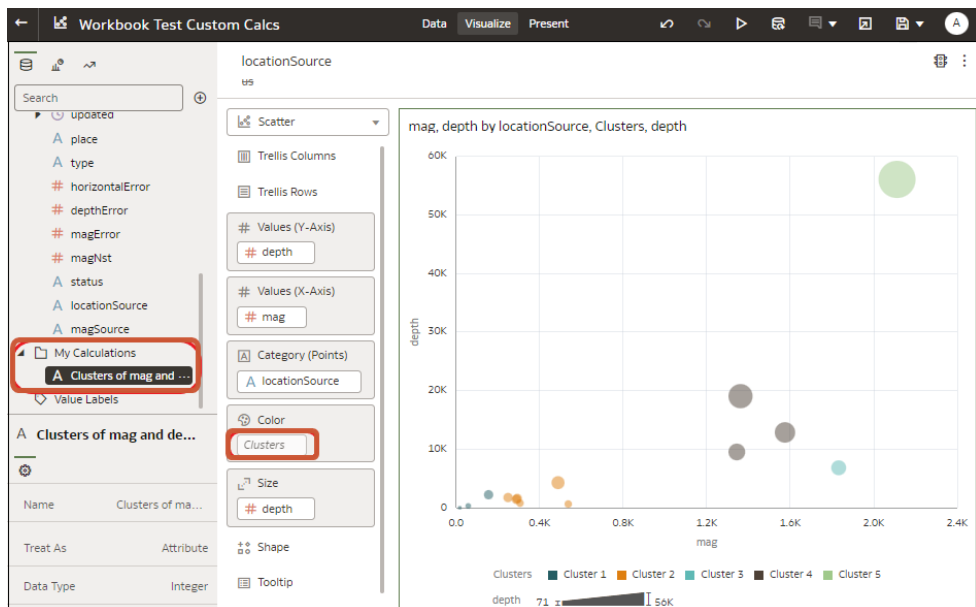 Workbook Test Custom Calcs
Data
Visualize
Present
A
Search
updated
A place
A type
# horizontalError
# depthError
# magError
# magNst
A status
A locationSource
A magSource
My Calculations
A Clusters of mag and ...
Value Labels
A Clusters of mag and de...
Name Clusters of ma...
Treat As Attribute
Data Type Integer
locationSource
us
Scatter
Trellis Columns
Trellis Rows
# Values (Y-Axis)
# depth
# Values (X-Axis)
# mag
A Category (Points)
A locationSource
Color
Clusters
Size
# depth
Shape
Tooltip
mag, depth by locationSource, Clusters, depth
60K
50K
40K
30K
20K
10K
0
depth
0.0 0.4K 0.8K 1.2K 1.6K 2.0K 2.4K
mag
Clusters Cluster 1 Cluster 2 Cluster 3 Cluster 4 Cluster 5
depth 71 56K